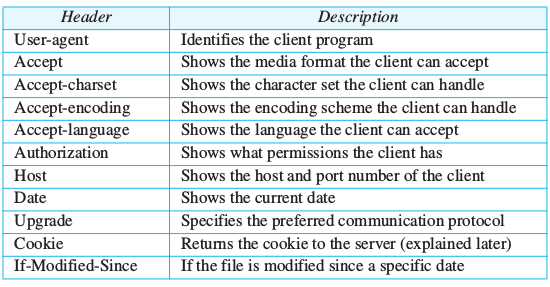 Header Description
User-agent Identifies the client program
Accept Shows the media format the client can accept
Accept-charset Shows the character set the client can handle
Accept-encoding Shows the encoding scheme the client can handle
Accept-language Shows the language the client can accept
Authorization Shows what permissions the client has
Host Shows the host and port number of the client
Date Shows the current date
Upgrade Specifies the preferred communication protocol
Cookie Returns the cookie to the server (explained later)
If-Modified-Since If the file is modified since a specific date